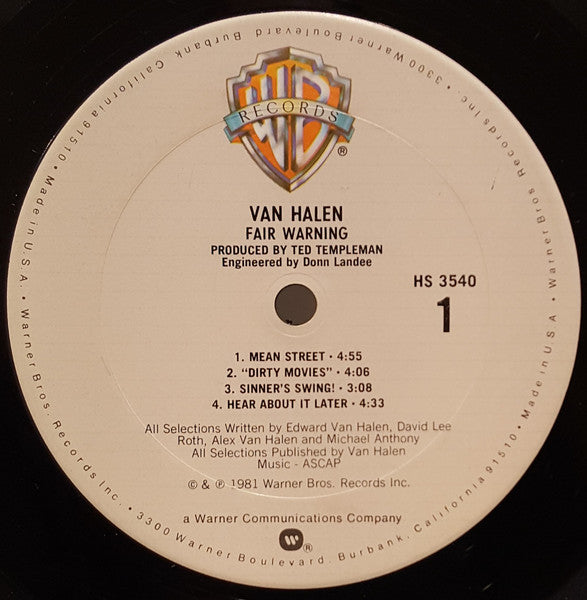 WB
RECORDS
®
VAN HALEN
FAIR WARNING
PRODUCED BY TED TEMPLEMAN
Engineered by Donn Landee
HS 3540
1
1. MEAN STREET • 4:55
2. "DIRTY MOVIES" • 4:06
3. SINNER'S SWING! • 3:08
4. HEAR ABOUT IT LATER • 4:33
All Selections Written by Edward Van Halen, David Lee
Roth, Alex Van Halen and Michael Anthony
All Selections Published by Van Halen
Music - ASCAP
© & ℗ 1981 Warner Bros. Records Inc.
a Warner Communications Company
W ®
• Warner Bros. Records Inc. • 3300 Warner Boulevard, Burbank, California 91510 • Made in U.S.A. • Warner Bros. Records Inc. • 3300 Warner Boulevard, Burbank, California 91510 • Made in U.S.A.